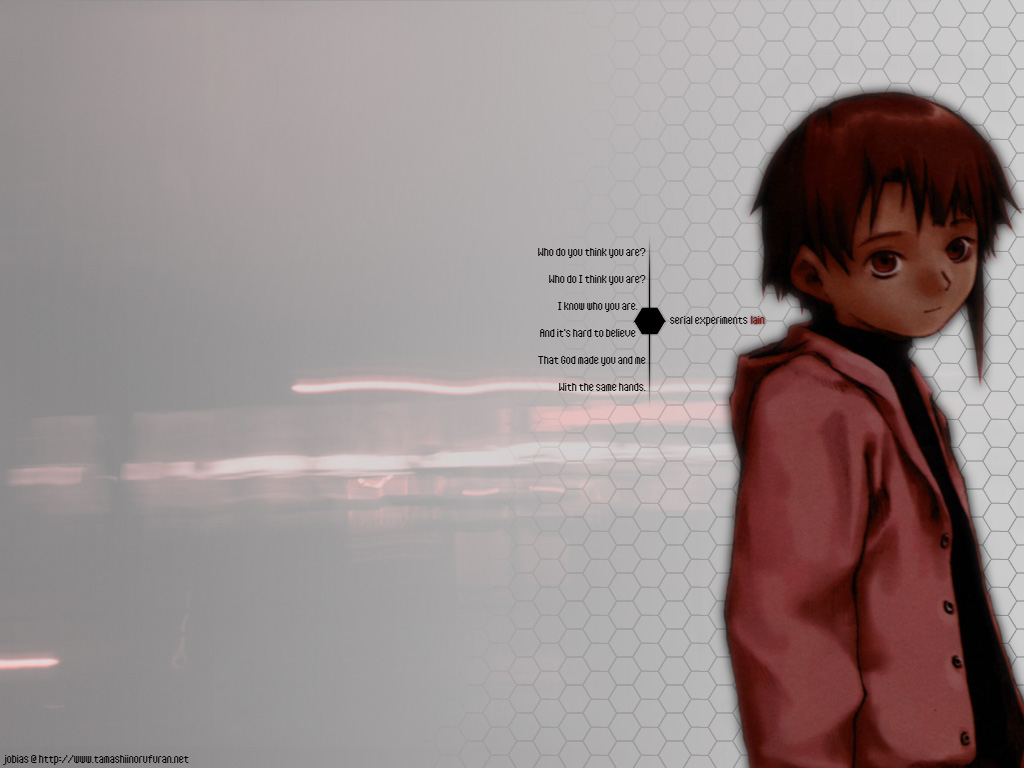 Who do you think you are?
Who do I think you are?
I know who you are.
serial experiments lain
And it's hard to believe
That God made you and me
With the same hands.
jobias @ http://www.tamashiinorufuran.net